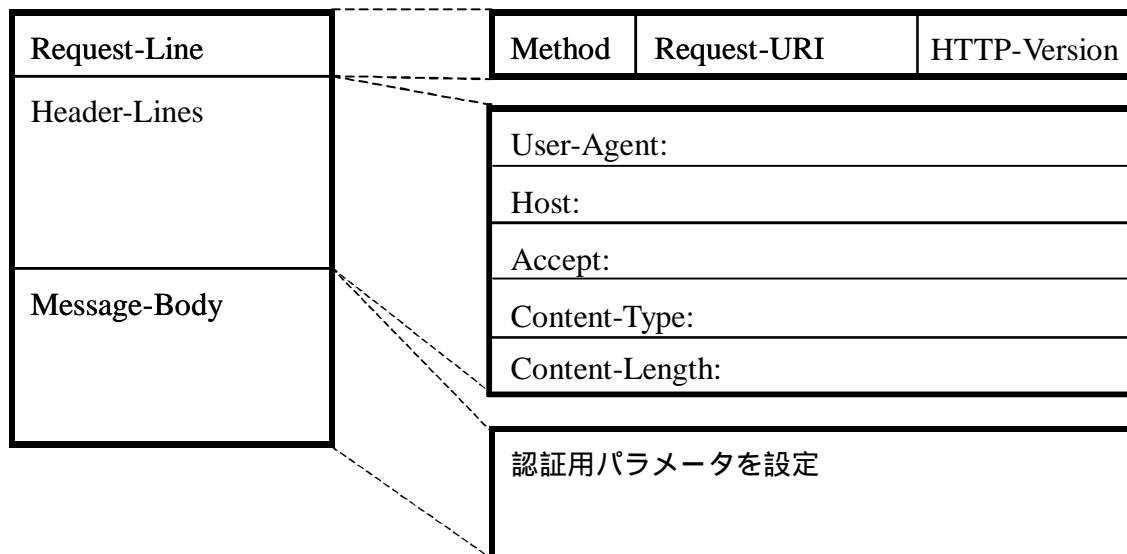 Request-Line
Header-Lines
Message-Body
Method Request-URI HTTP-Version
User-Agent:
Host:
Accept:
Content-Type:
Content-Length:
認証用パラメータを設定